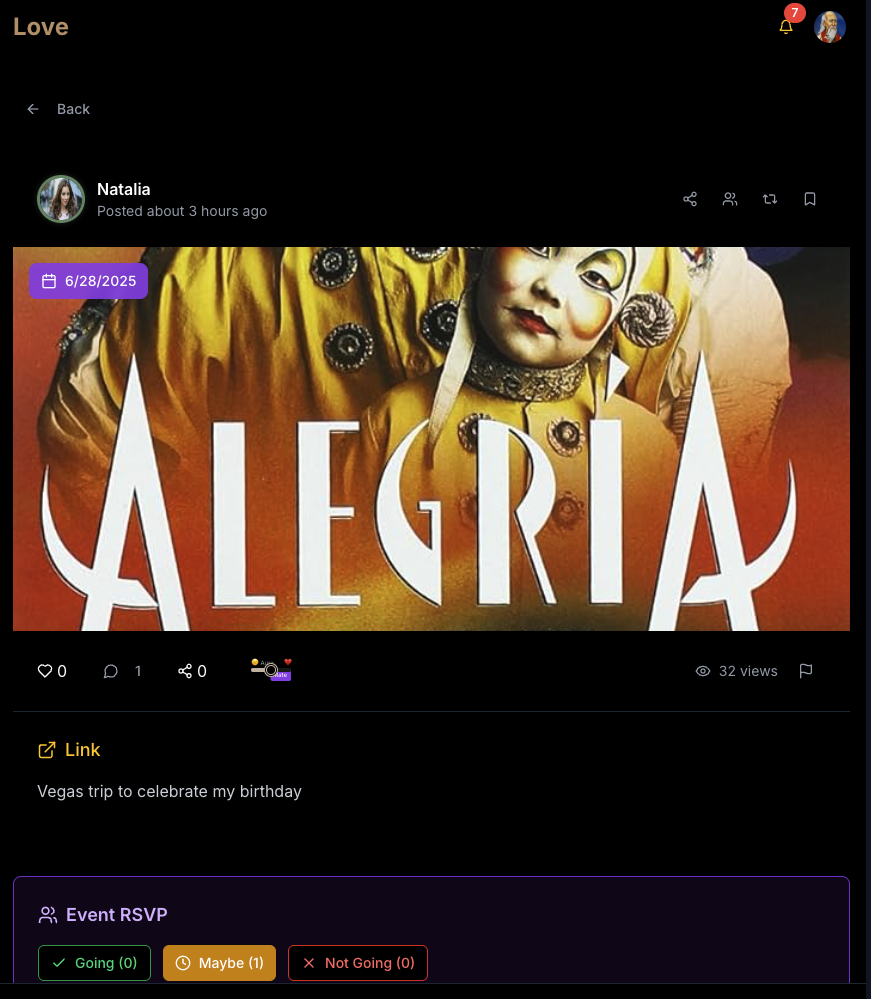 Love
7
Back
Natalia
Posted about 3 hours ago
6/28/2025
ALEGRÍA
0
1
0
32 views
Link
Vegas trip to celebrate my birthday
Event RSVP
Going (0)
Maybe (1)
Not Going (0)